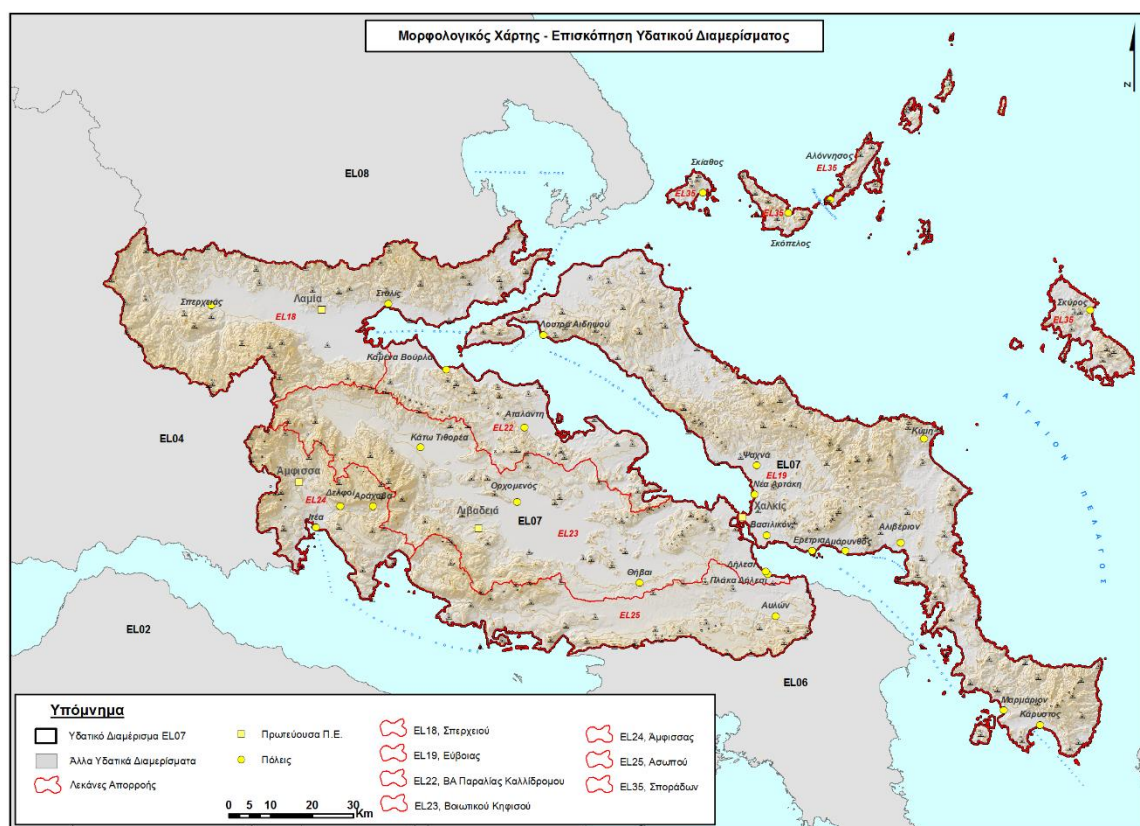 Μορφολογικός Χάρτης - Επισκόπηση Υδατικού Διαμερίσματος
Z
EL08
Σκίαθος
EL35
Αλόννησος
EL35
EL35
Σκόπελος
Σκύρος
EL35
Σπερχειάς
Λαμία
Στυλίς
EL18
Λουτρά Αιδηψού
Καμένα Βούρλα
EL04
Αταλάντη
EL22
Κάτω Τιθορέα
Κύμη
Ψαχνά
EL07
EL19
Νέα Αρτάκη
Χαλκίς
Άμφισσα
Δελφοί
Αράχοβα
EL24
Ιτέα
Ορχομενός
Λιβαδειά
EL07
EL23
Βασιλικόν
Ερέτρια
Αμάρυνθος
Αλιβέριον
ΑΙΓΑΙΟΝ ΠΕΛΑΓΟΣ
Θήβαι
Δήλεσι
Πλάκα Δήλεσι
Αυλών
EL25
EL02
EL06
Μαρμάριον
Κάρυστος
Υπόμνημα
Υδατικό Διαμέρισμα EL07
Άλλα Υδατικά Διαμερίσματα
Λεκάνες Απορροής
Πρωτεύουσα Π.Ε.
Πόλεις
0 5 10 20 30
Km
EL18, Σπερχειού
EL19, Εύβοιας
EL22, ΒΑ Παραλίας Καλλίδρομου
EL23, Βοιωτικού Κηφισού
EL24, Άμφισσας
EL25, Ασωπού
EL35, Σποράδων